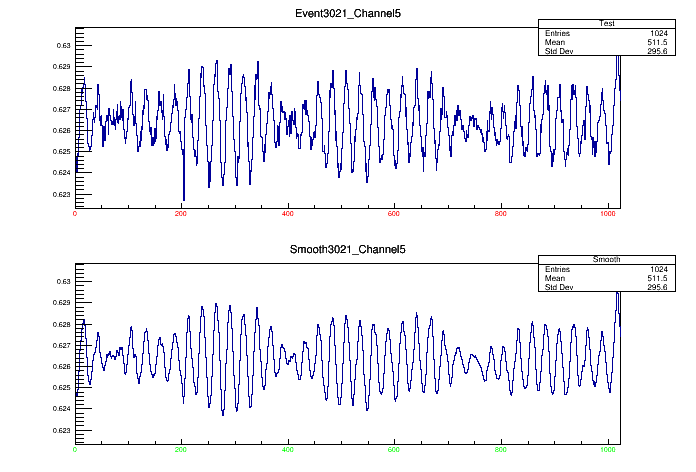 Event3021_Channel5
Test
Entries 1024
Mean 511.5
Std Dev 295.6
0.63
0.629
0.628
0.627
0.626
0.625
0.624
0.623
0 200 400 600 800 1000
Smooth3021_Channel5
Smooth
Entries 1024
Mean 511.5
Std Dev 295.6
0.63
0.629
0.628
0.627
0.626
0.625
0.624
0.623
0 200 400 600 800 1000